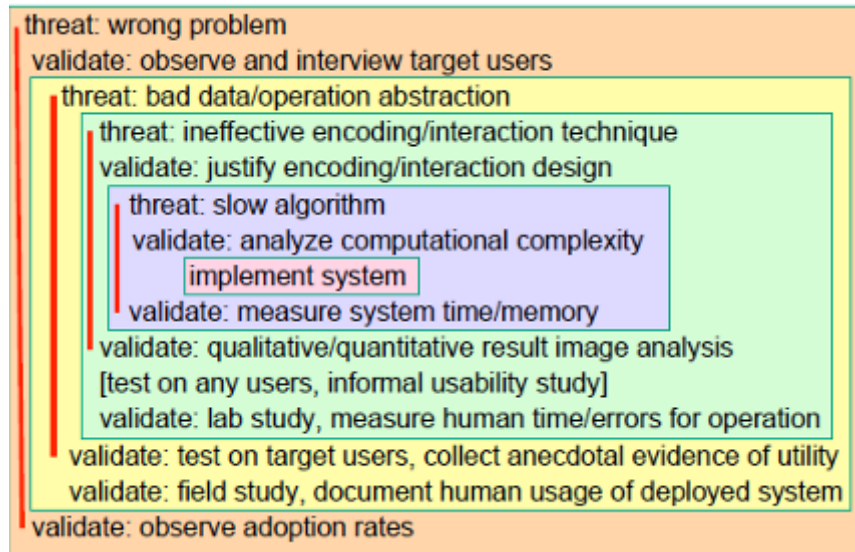 threat: wrong problem
validate: observe and interview target users
threat: bad data/operation abstraction
threat: ineffective encoding/interaction technique
validate: justify encoding/interaction design
threat: slow algorithm
validate: analyze computational complexity
implement system
validate: measure system time/memory
validate: qualitative/quantitative result image analysis
[test on any users, informal usability study]
validate: lab study, measure human time/errors for operation
validate: test on target users, collect anecdotal evidence of utility
validate: field study, document human usage of deployed system
validate: observe adoption rates